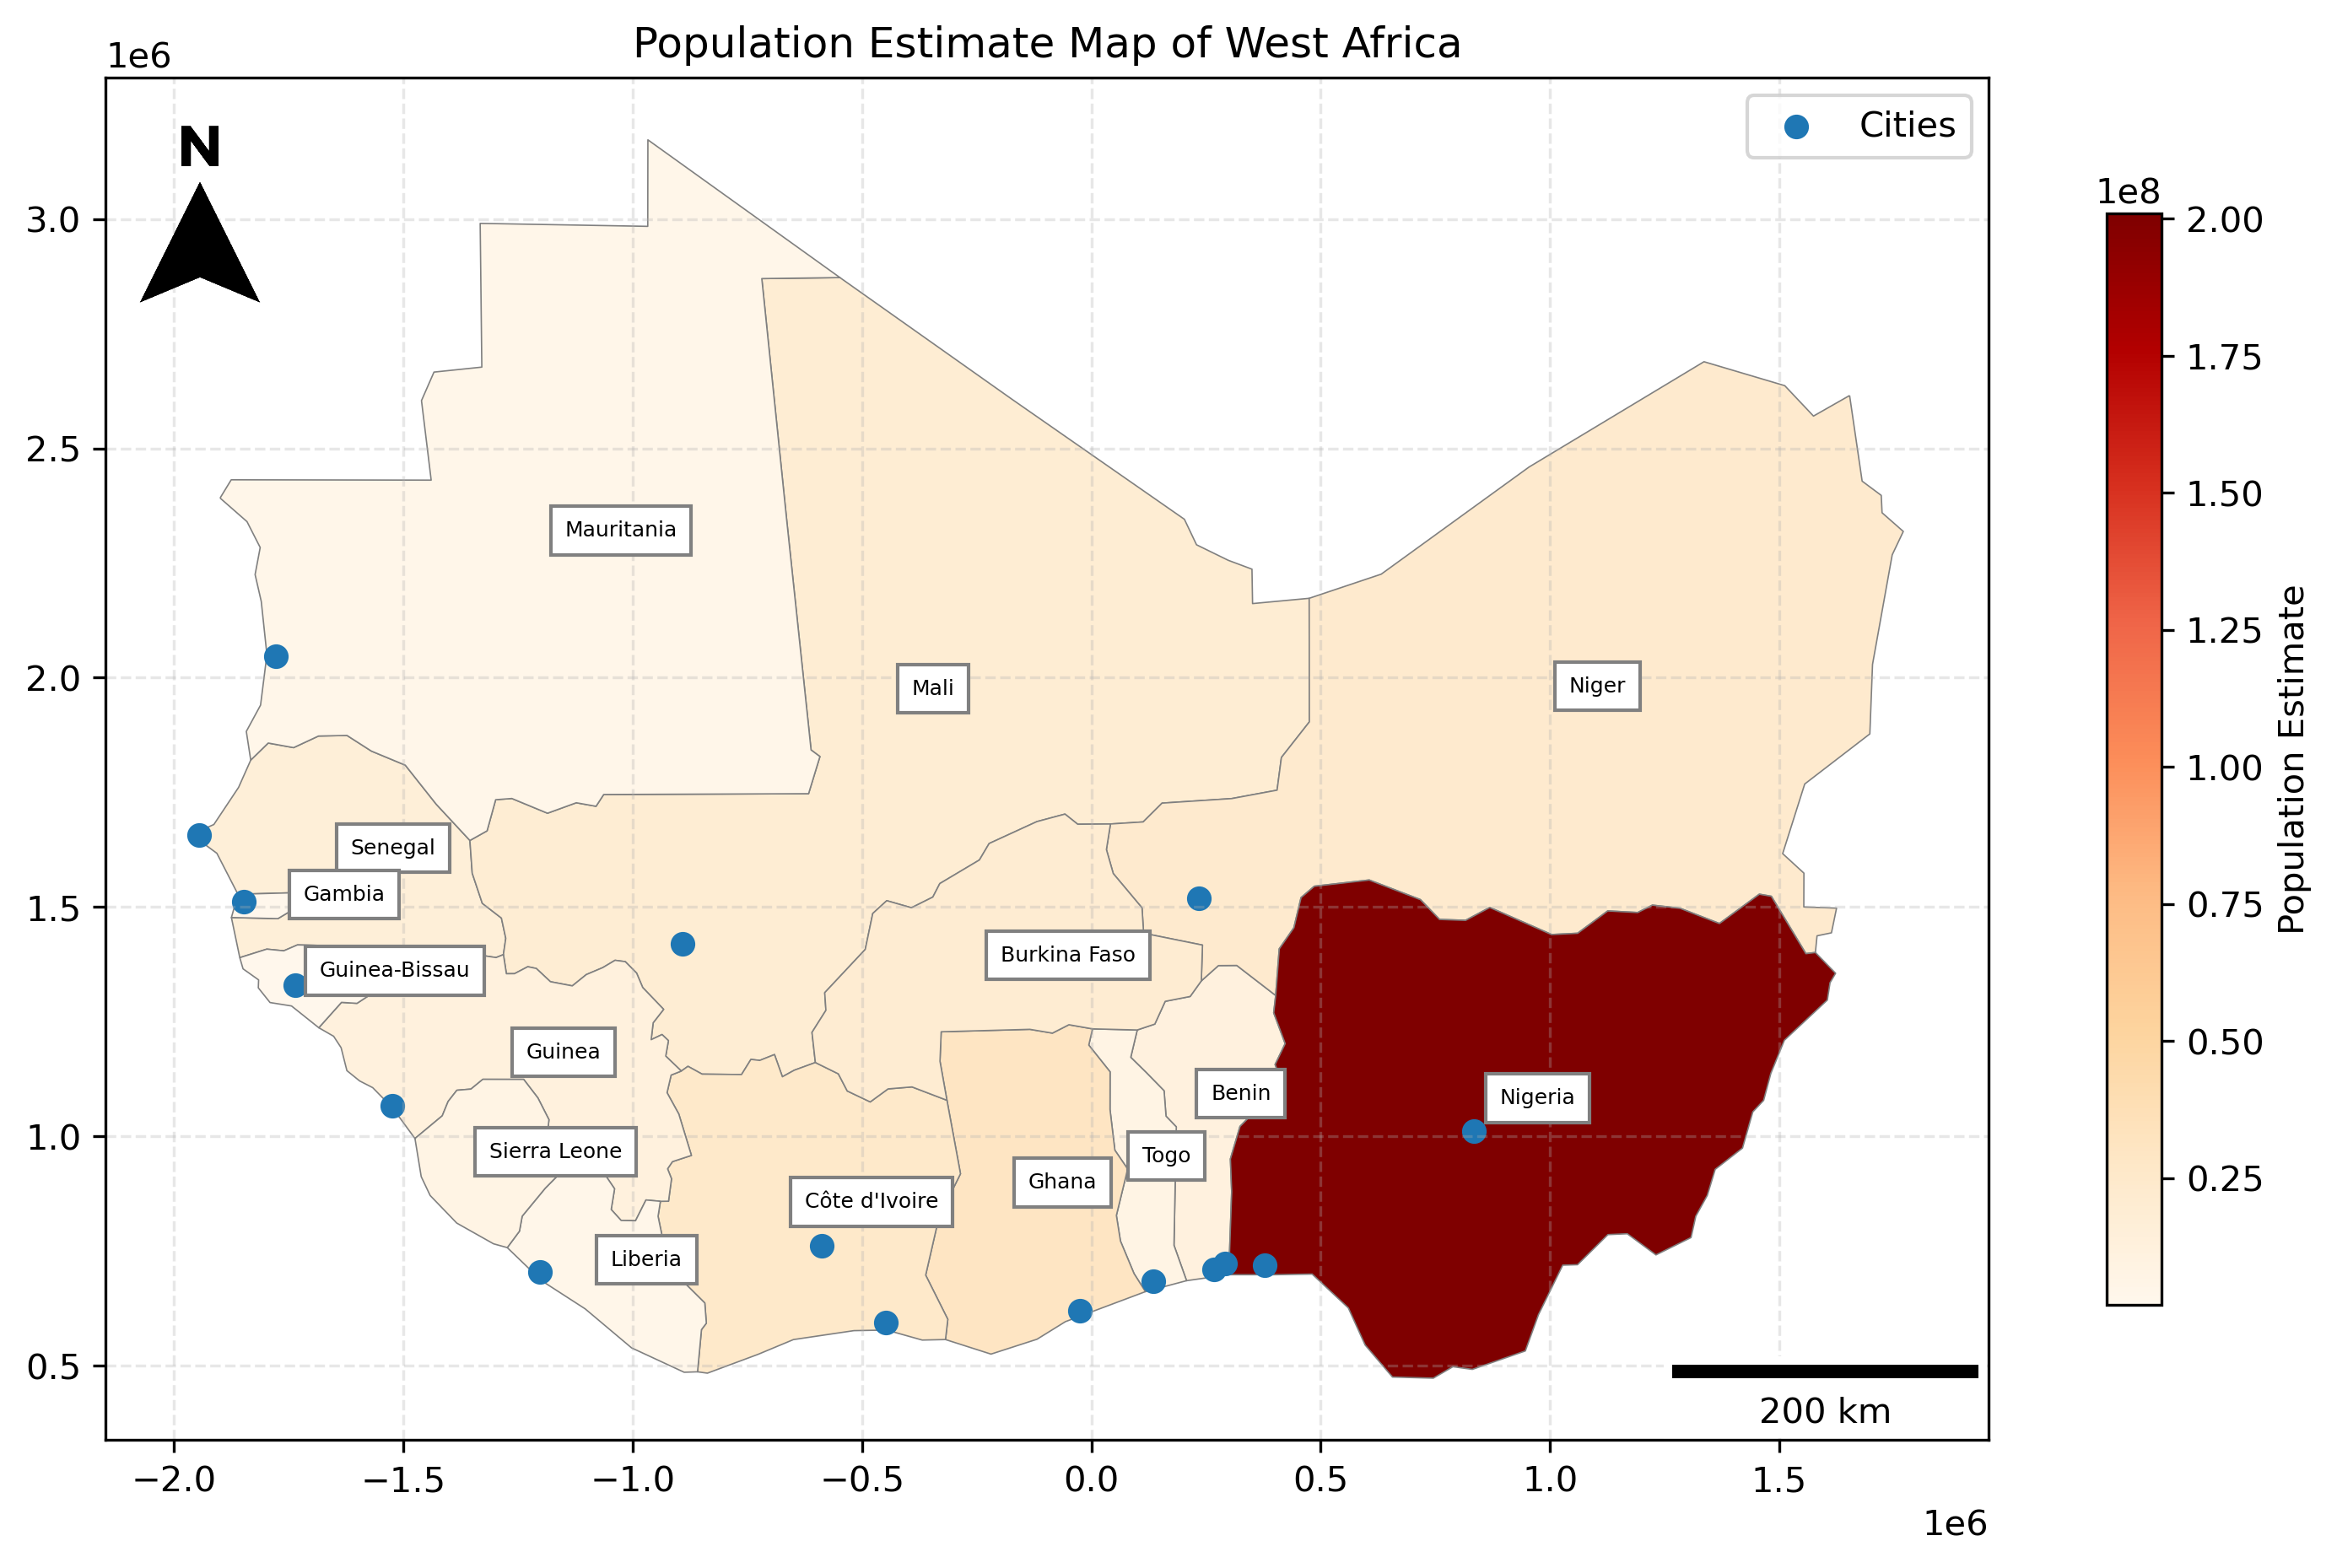 Population Estimate Map of West Africa
1e6
N
Cities
3.0
2.5
2.0
1.5
1.0
0.5
Mauritania
Mali
Niger
Senegal
Gambia
Burkina Faso
Guinea-Bissau
Guinea
Benin
Nigeria
Sierra Leone
Togo
Ghana
Côte d'Ivoire
Liberia
200 km
−2.0 −1.5 −1.0 −0.5 0.0 0.5 1.0 1.5
1e6
1e8
2.00
1.75
1.50
1.25
1.00
0.75
0.50
0.25
Population Estimate